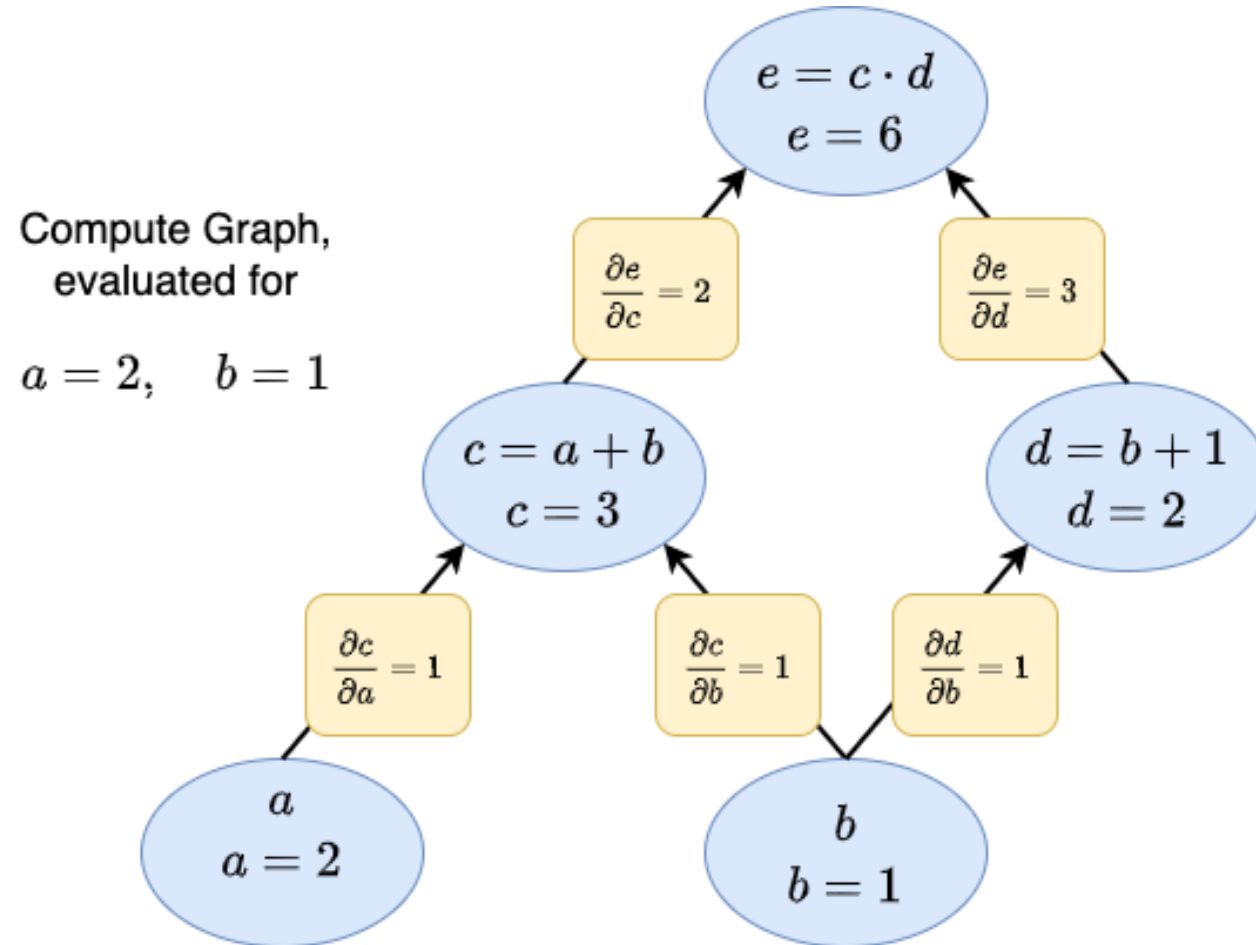 e = c · d
e = 6
Compute Graph,
evaluated for
a = 2,   b = 1
∂e/∂c = 2
∂e/∂d = 3
c = a + b
c = 3
d = b + 1
d = 2
∂c/∂a = 1
∂c/∂b = 1
∂d/∂b = 1
a
a = 2
b
b = 1